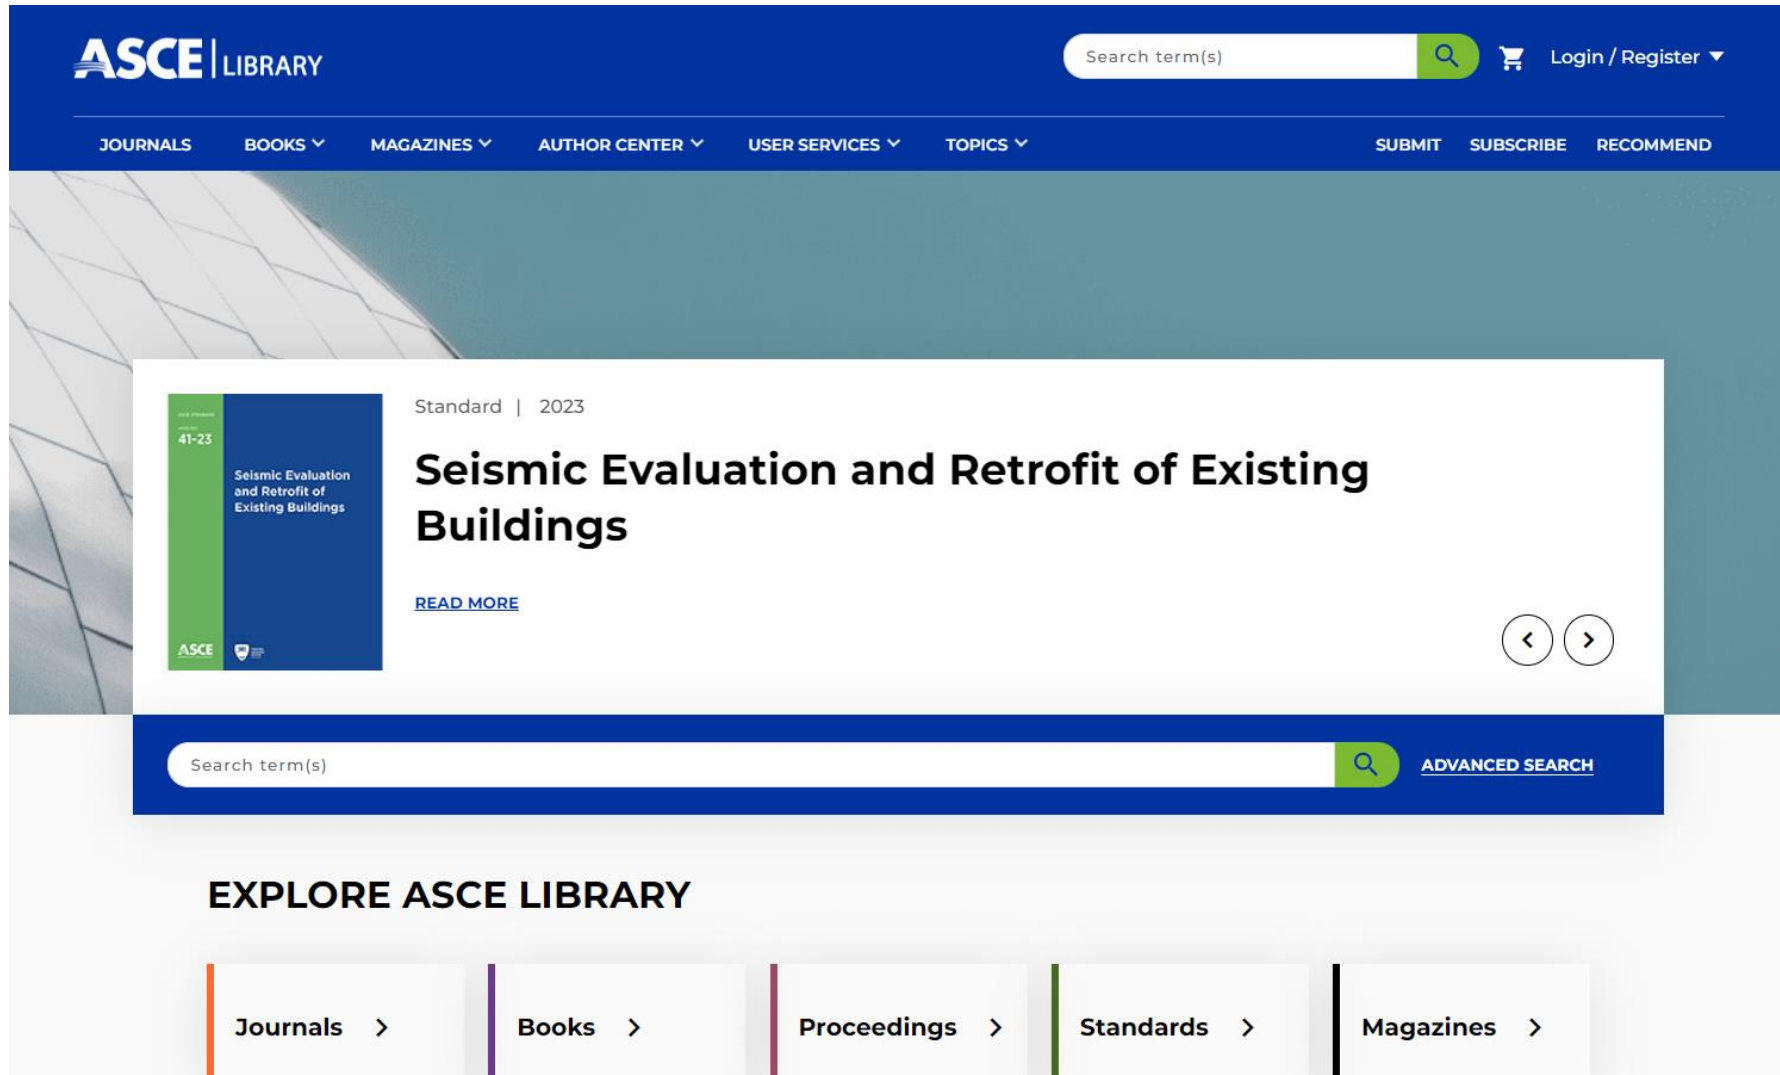 ASCE LIBRARY
Search term(s)
Login / Register
JOURNALS BOOKS MAGAZINES AUTHOR CENTER USER SERVICES TOPICS SUBMIT SUBSCRIBE RECOMMEND
41-23
Seismic Evaluation
and Retrofit of
Existing Buildings
ASCE
Standard | 2023
Seismic Evaluation and Retrofit of Existing
Buildings
READ MORE
Search term(s)
ADVANCED SEARCH
EXPLORE ASCE LIBRARY
Journals
Books
Proceedings
Standards
Magazines